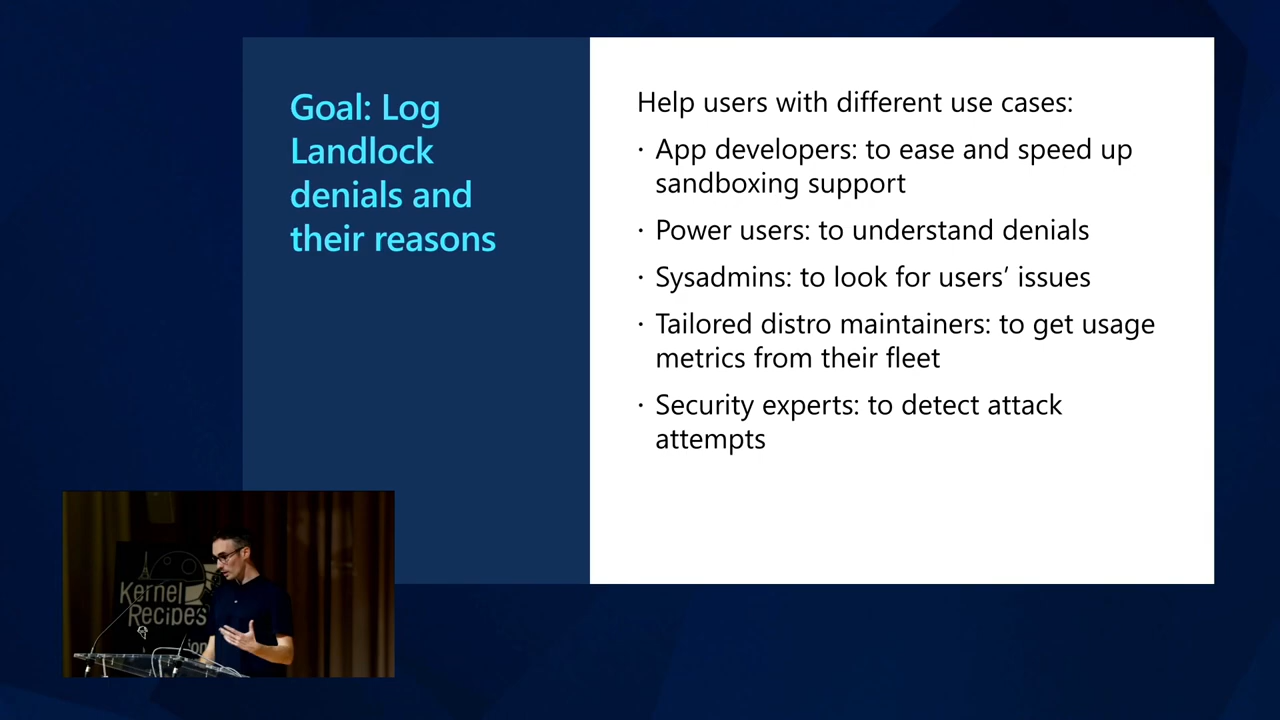 Goal: Log
Landlock
denials and
their reasons
Help users with different use cases:
· App developers: to ease and speed up
sandboxing support
· Power users: to understand denials
· Sysadmins: to look for users’ issues
· Tailored distro maintainers: to get usage
metrics from their fleet
· Security experts: to detect attack
attempts
Kernel
Recipes